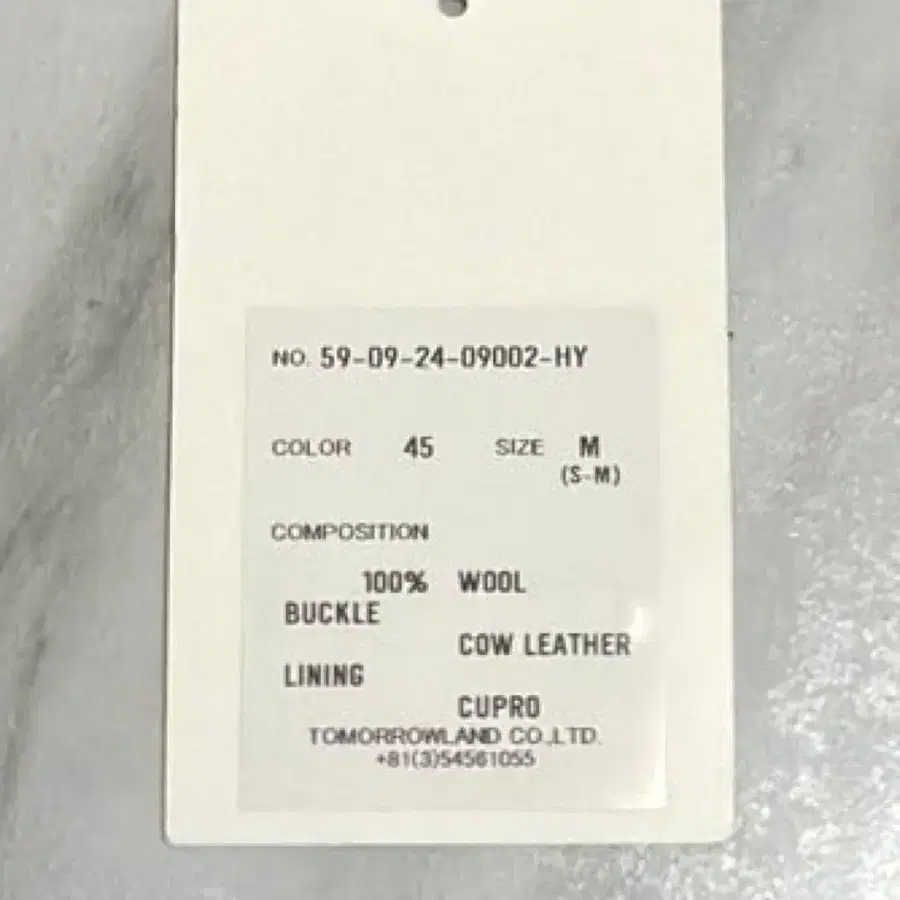 NO. 59-09-24-09002-HY
COLOR 45 SIZE M
(S-M)
COMPOSITION
100% WOOL
BUCKLE
COW LEATHER
LINING
CUPRO
TOMORROWLAND CO.,LTD.
+81(3)54561055